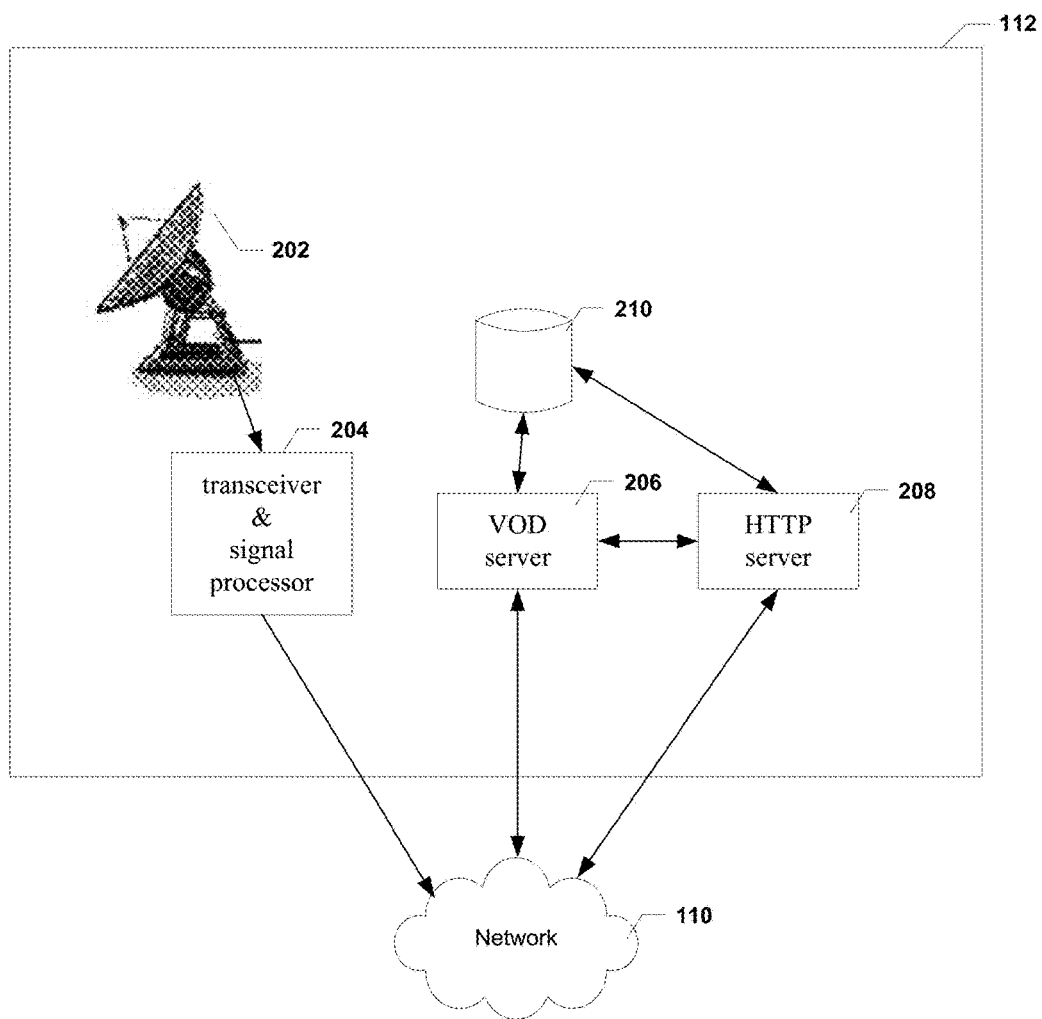 112
202
210
204
transceiver
&
signal
processor
206
VOD
server
208
HTTP
server
Network
110